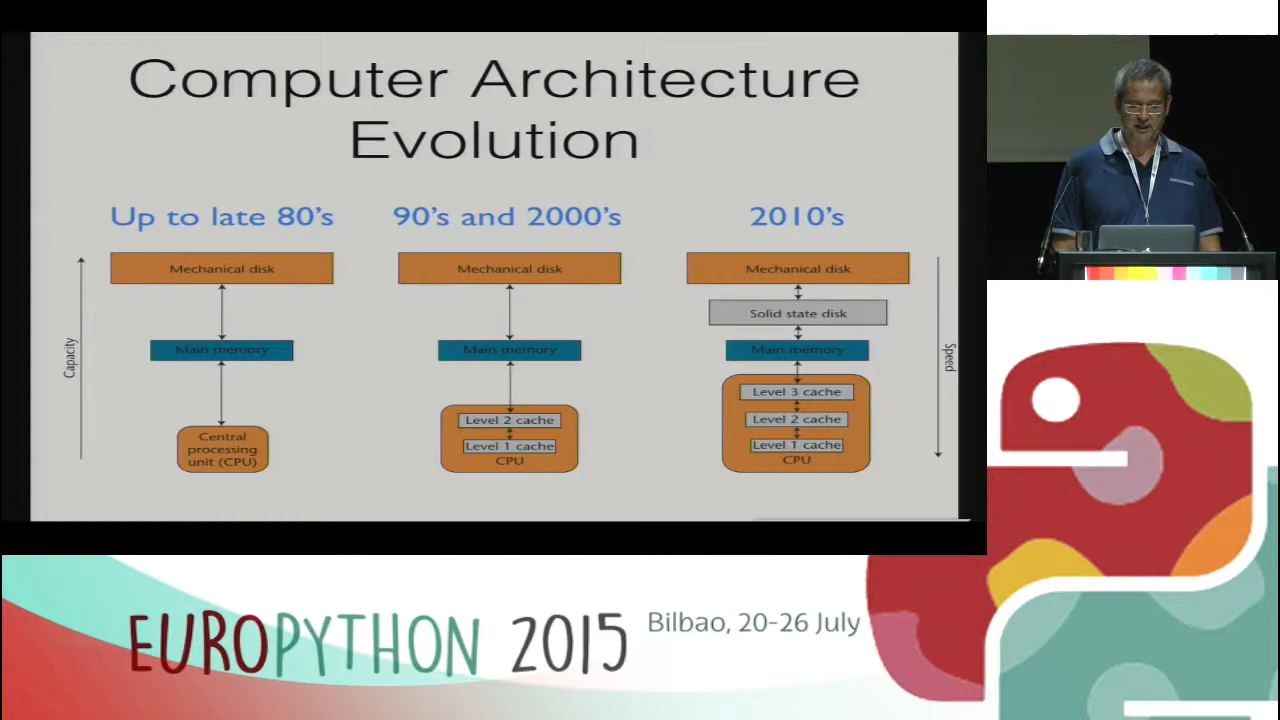 Computer Architecture
Evolution
Up to late 80's
90's and 2000's
2010's
Capacity
Mechanical disk
Main memory
Central
processing
unit (CPU)
Mechanical disk
Main memory
Level 2 cache
Level 1 cache
CPU
Mechanical disk
Solid state disk
Main memory
Level 3 cache
Level 2 cache
Level 1 cache
CPU
Speed
EUROPYTHON 2015
Bilbao, 20-26 July